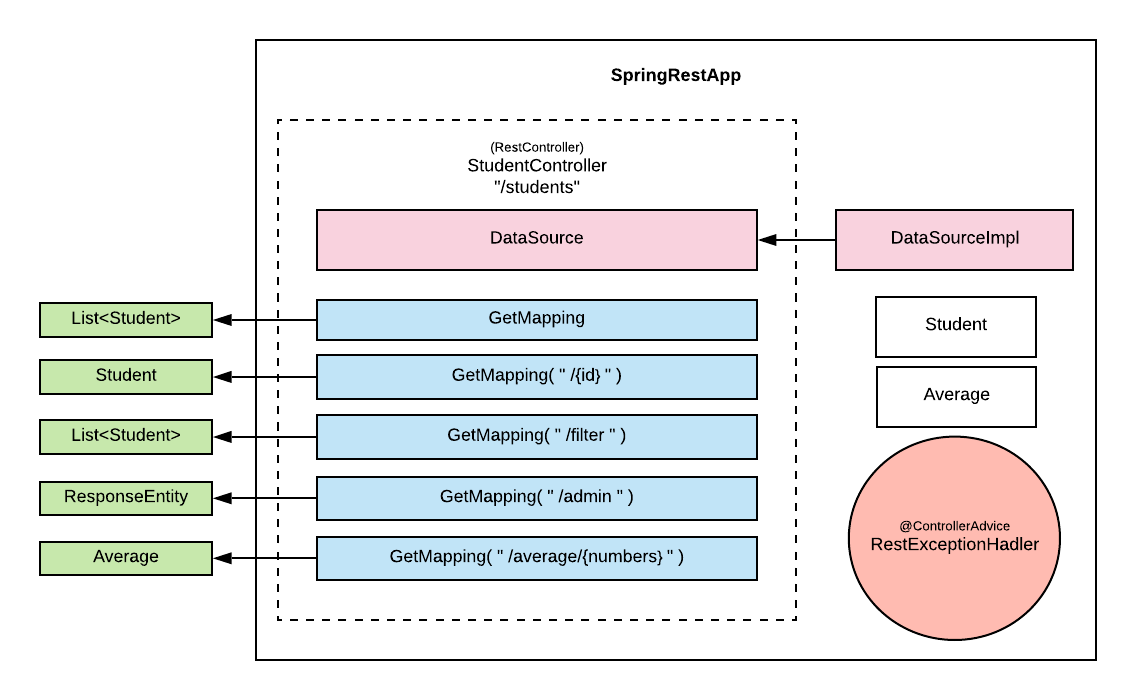 SpringRestApp
(RestController)
StudentController
"/students"
DataSource
DataSourceImpl
List<Student>
GetMapping
Student
Student
GetMapping( " /{id} " )
Average
List<Student>
GetMapping( " /filter " )
ResponseEntity
GetMapping( " /admin " )
@ControllerAdvice
RestExceptionHadler
Average
GetMapping( " /average/{numbers} " )